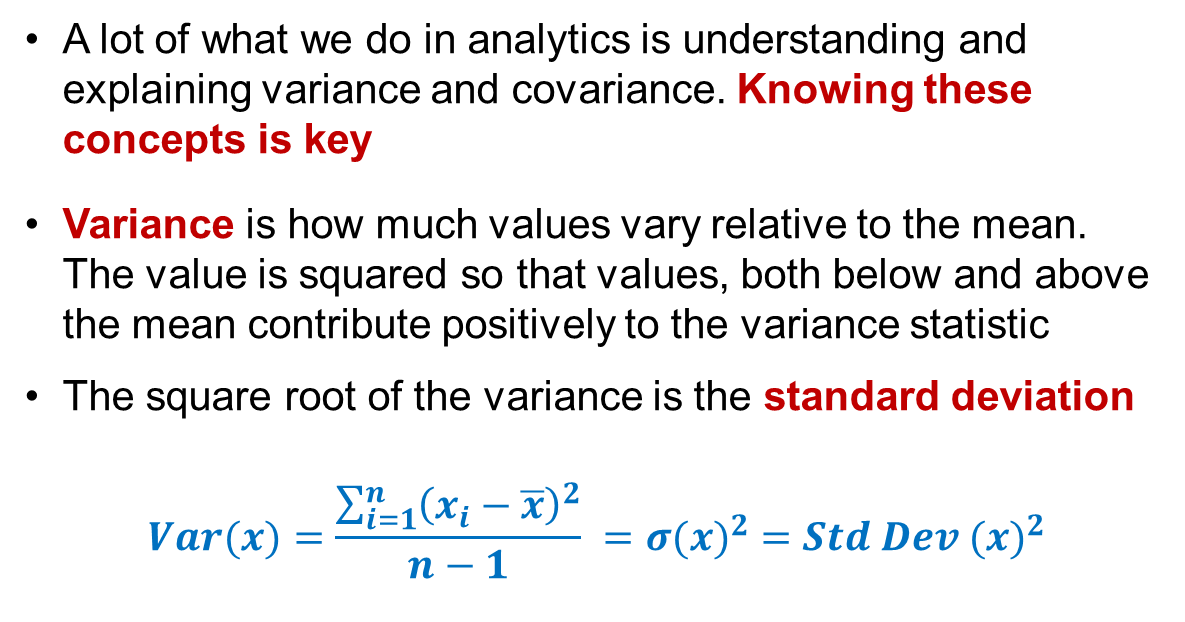 • A lot of what we do in analytics is understanding and
explaining variance and covariance. Knowing these
concepts is key
• Variance is how much values vary relative to the mean.
The value is squared so that values, both below and above
the mean contribute positively to the variance statistic
• The square root of the variance is the standard deviation
Var(x) = ∑ⁿᵢ₌₁(xᵢ − x̅)² / n − 1 = σ(x)² = Std Dev (x)²